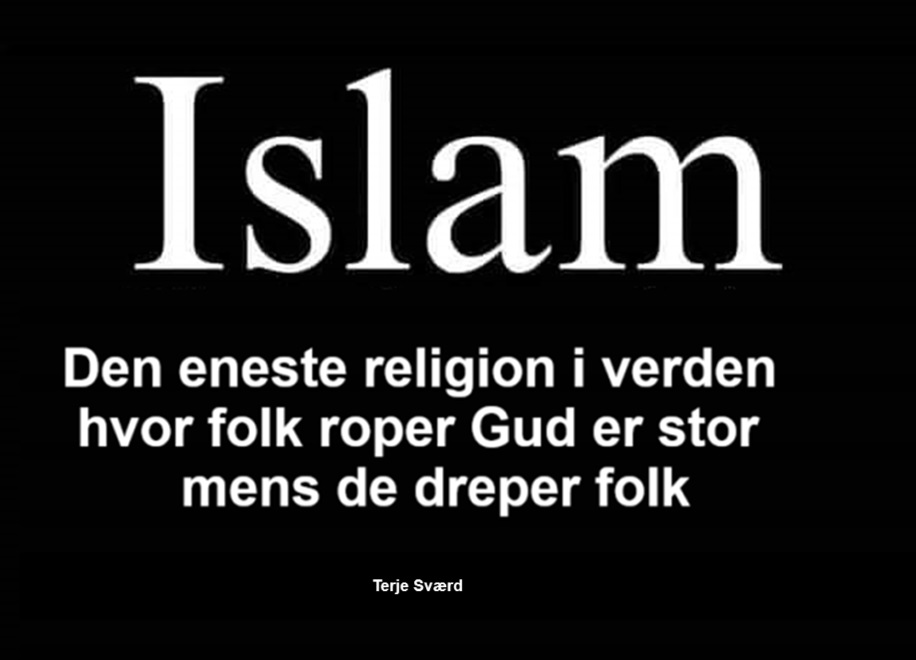 Islam
Den eneste religion i verden
hvor folk roper Gud er stor
mens de dreper folk
Terje Sværd